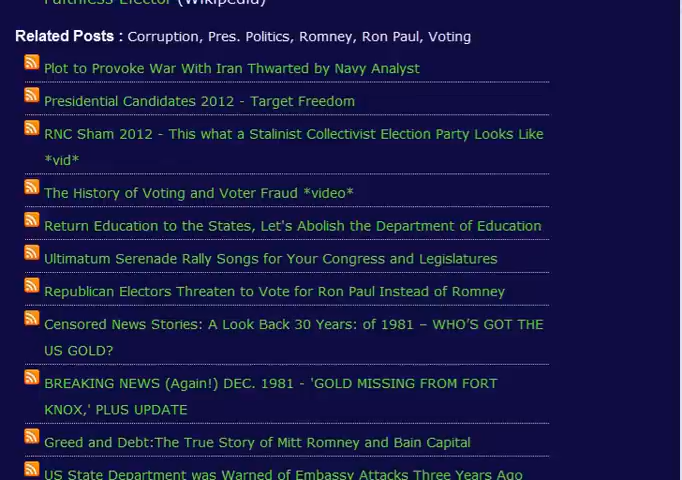 Faithless Elector (Wikipedia)
Related Posts : Corruption, Pres. Politics, Romney, Ron Paul, Voting
Plot to Provoke War With Iran Thwarted by Navy Analyst
Presidential Candidates 2012 - Target Freedom
RNC Sham 2012 - This what a Stalinist Collectivist Election Party Looks Like
*vid*
The History of Voting and Voter Fraud *video*
Return Education to the States, Let's Abolish the Department of Education
Ultimatum Serenade Rally Songs for Your Congress and Legislatures
Republican Electors Threaten to Vote for Ron Paul Instead of Romney
Censored News Stories: A Look Back 30 Years: of 1981 – WHO’S GOT THE
US GOLD?
BREAKING NEWS (Again!) DEC. 1981 - 'GOLD MISSING FROM FORT
KNOX,' PLUS UPDATE
Greed and Debt:The True Story of Mitt Romney and Bain Capital
US State Department was Warned of Embassy Attacks Three Years Ago